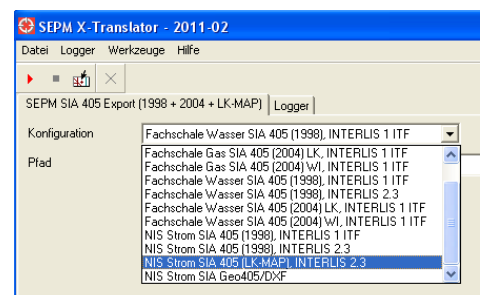 SEPM X-Translator - 2011-02
Datei Logger Werkzeuge Hilfe
SEPM SIA 405 Export (1998 + 2004 + LK-MAP) Logger
Konfiguration Fachschale Wasser SIA 405 (1998), INTERLIS 1 ITF
Pfad
Fachschale Gas SIA 405 (2004) LK, INTERLIS 1 ITF
Fachschale Gas SIA 405 (2004) WI, INTERLIS 1 ITF
Fachschale Wasser SIA 405 (1998), INTERLIS 1 ITF
Fachschale Wasser SIA 405 (1998), INTERLIS 2.3
Fachschale Wasser SIA 405 (2004) LK, INTERLIS 1 ITF
Fachschale Wasser SIA 405 (2004) WI, INTERLIS 1 ITF
NIS Strom SIA 405 (1998), INTERLIS 1 ITF
NIS Strom SIA 405 (1998), INTERLIS 2.3
NIS Strom SIA 405 (LK-MAP), INTERLIS 2.3
NIS Strom SIA Geo405/DXF